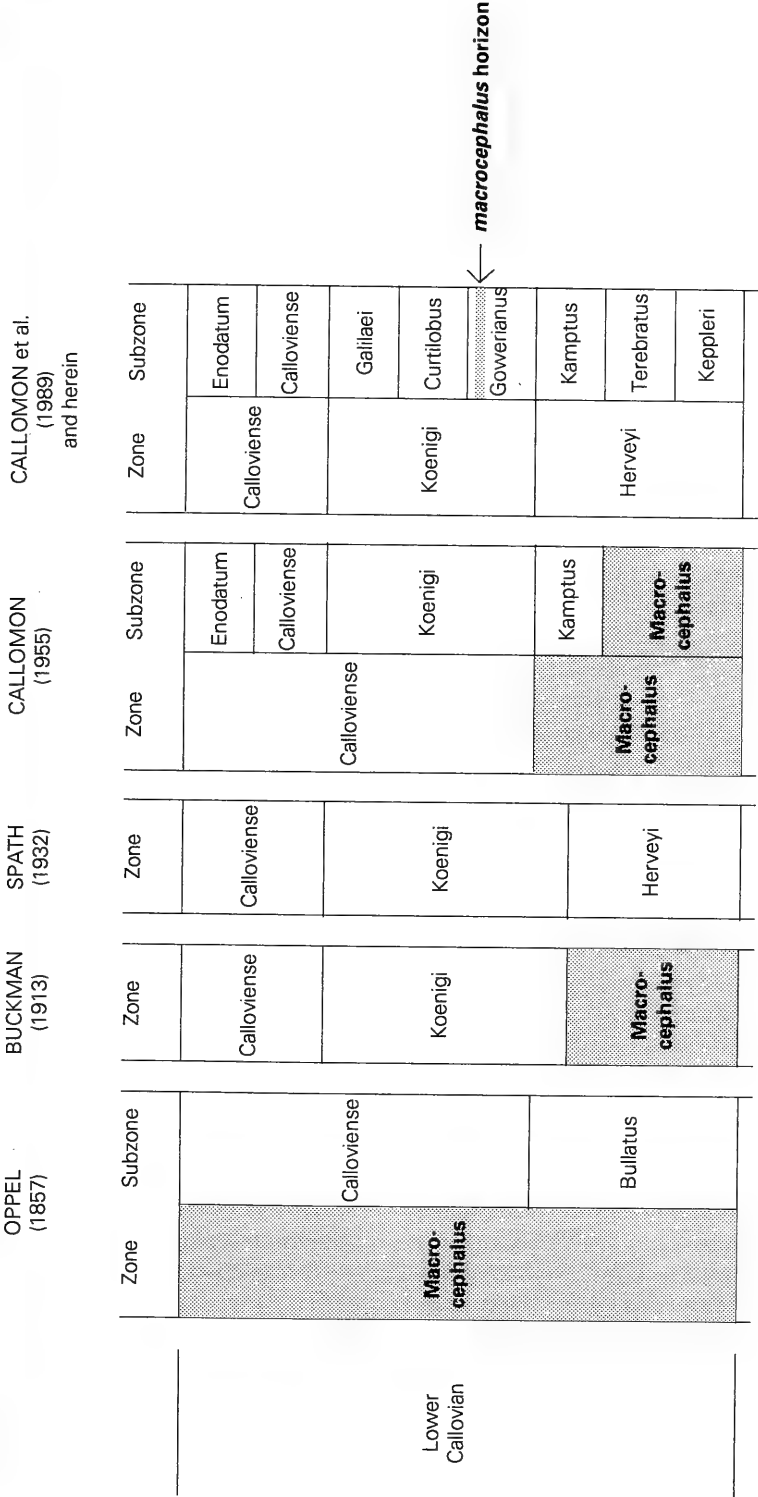 OPPEL
(1857)
BUCKMAN
(1913)
SPATH
(1932)
CALLOMON
(1955)
CALLOMON et al.
(1989)
and herein
Zone
Subzone
Zone
Zone
Zone
Subzone
Zone
Subzone
Lower
Callovian
Macro-
cephalus
Calloviense
Bullatus
Calloviense
Koenigi
Macro-
cephalus
Calloviense
Koenigi
Herveyi
Calloviense
Macro-
cephalus
Enodatum
Calloviense
Koenigi
Kamptus
Macro-
cephalus
Calloviense
Koenigi
Herveyi
Enodatum
Calloviense
Galilaei
Curtilobus
Gowerianus
Kamptus
Terebratus
Keppleri
macrocephalus horizon